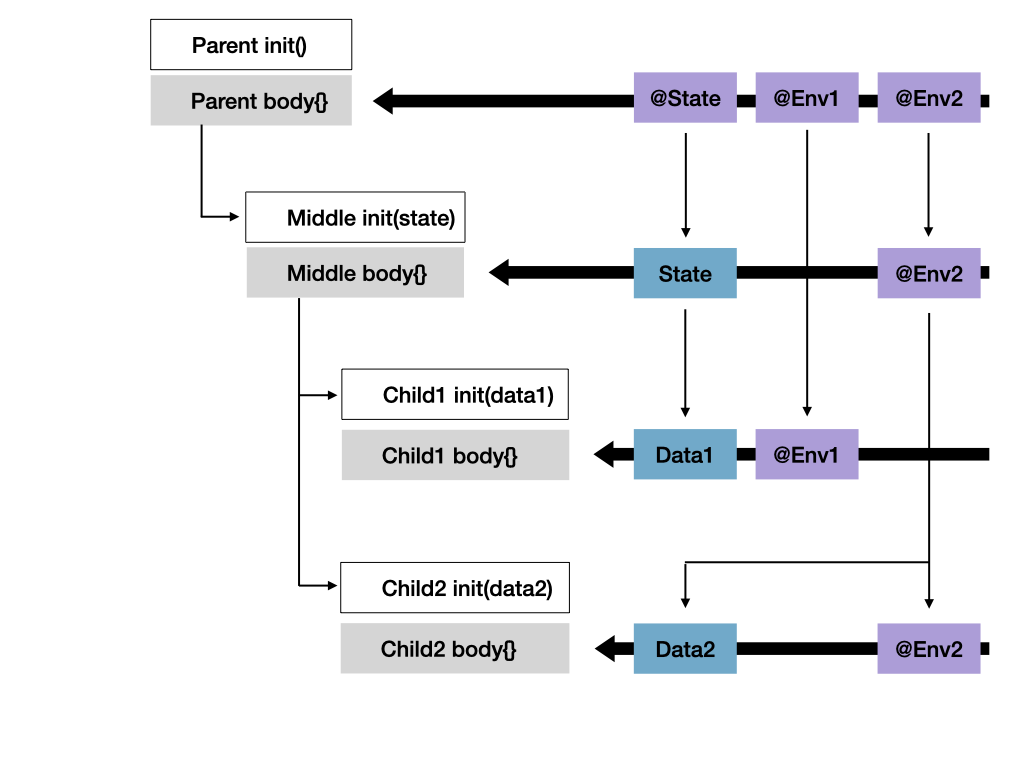 Parent init()
Parent body{}
@State
@Env1
@Env2
Middle init(state)
Middle body{}
State
@Env2
Child1 init(data1)
Child1 body{}
Data1
@Env1
Child2 init(data2)
Child2 body{}
Data2
@Env2